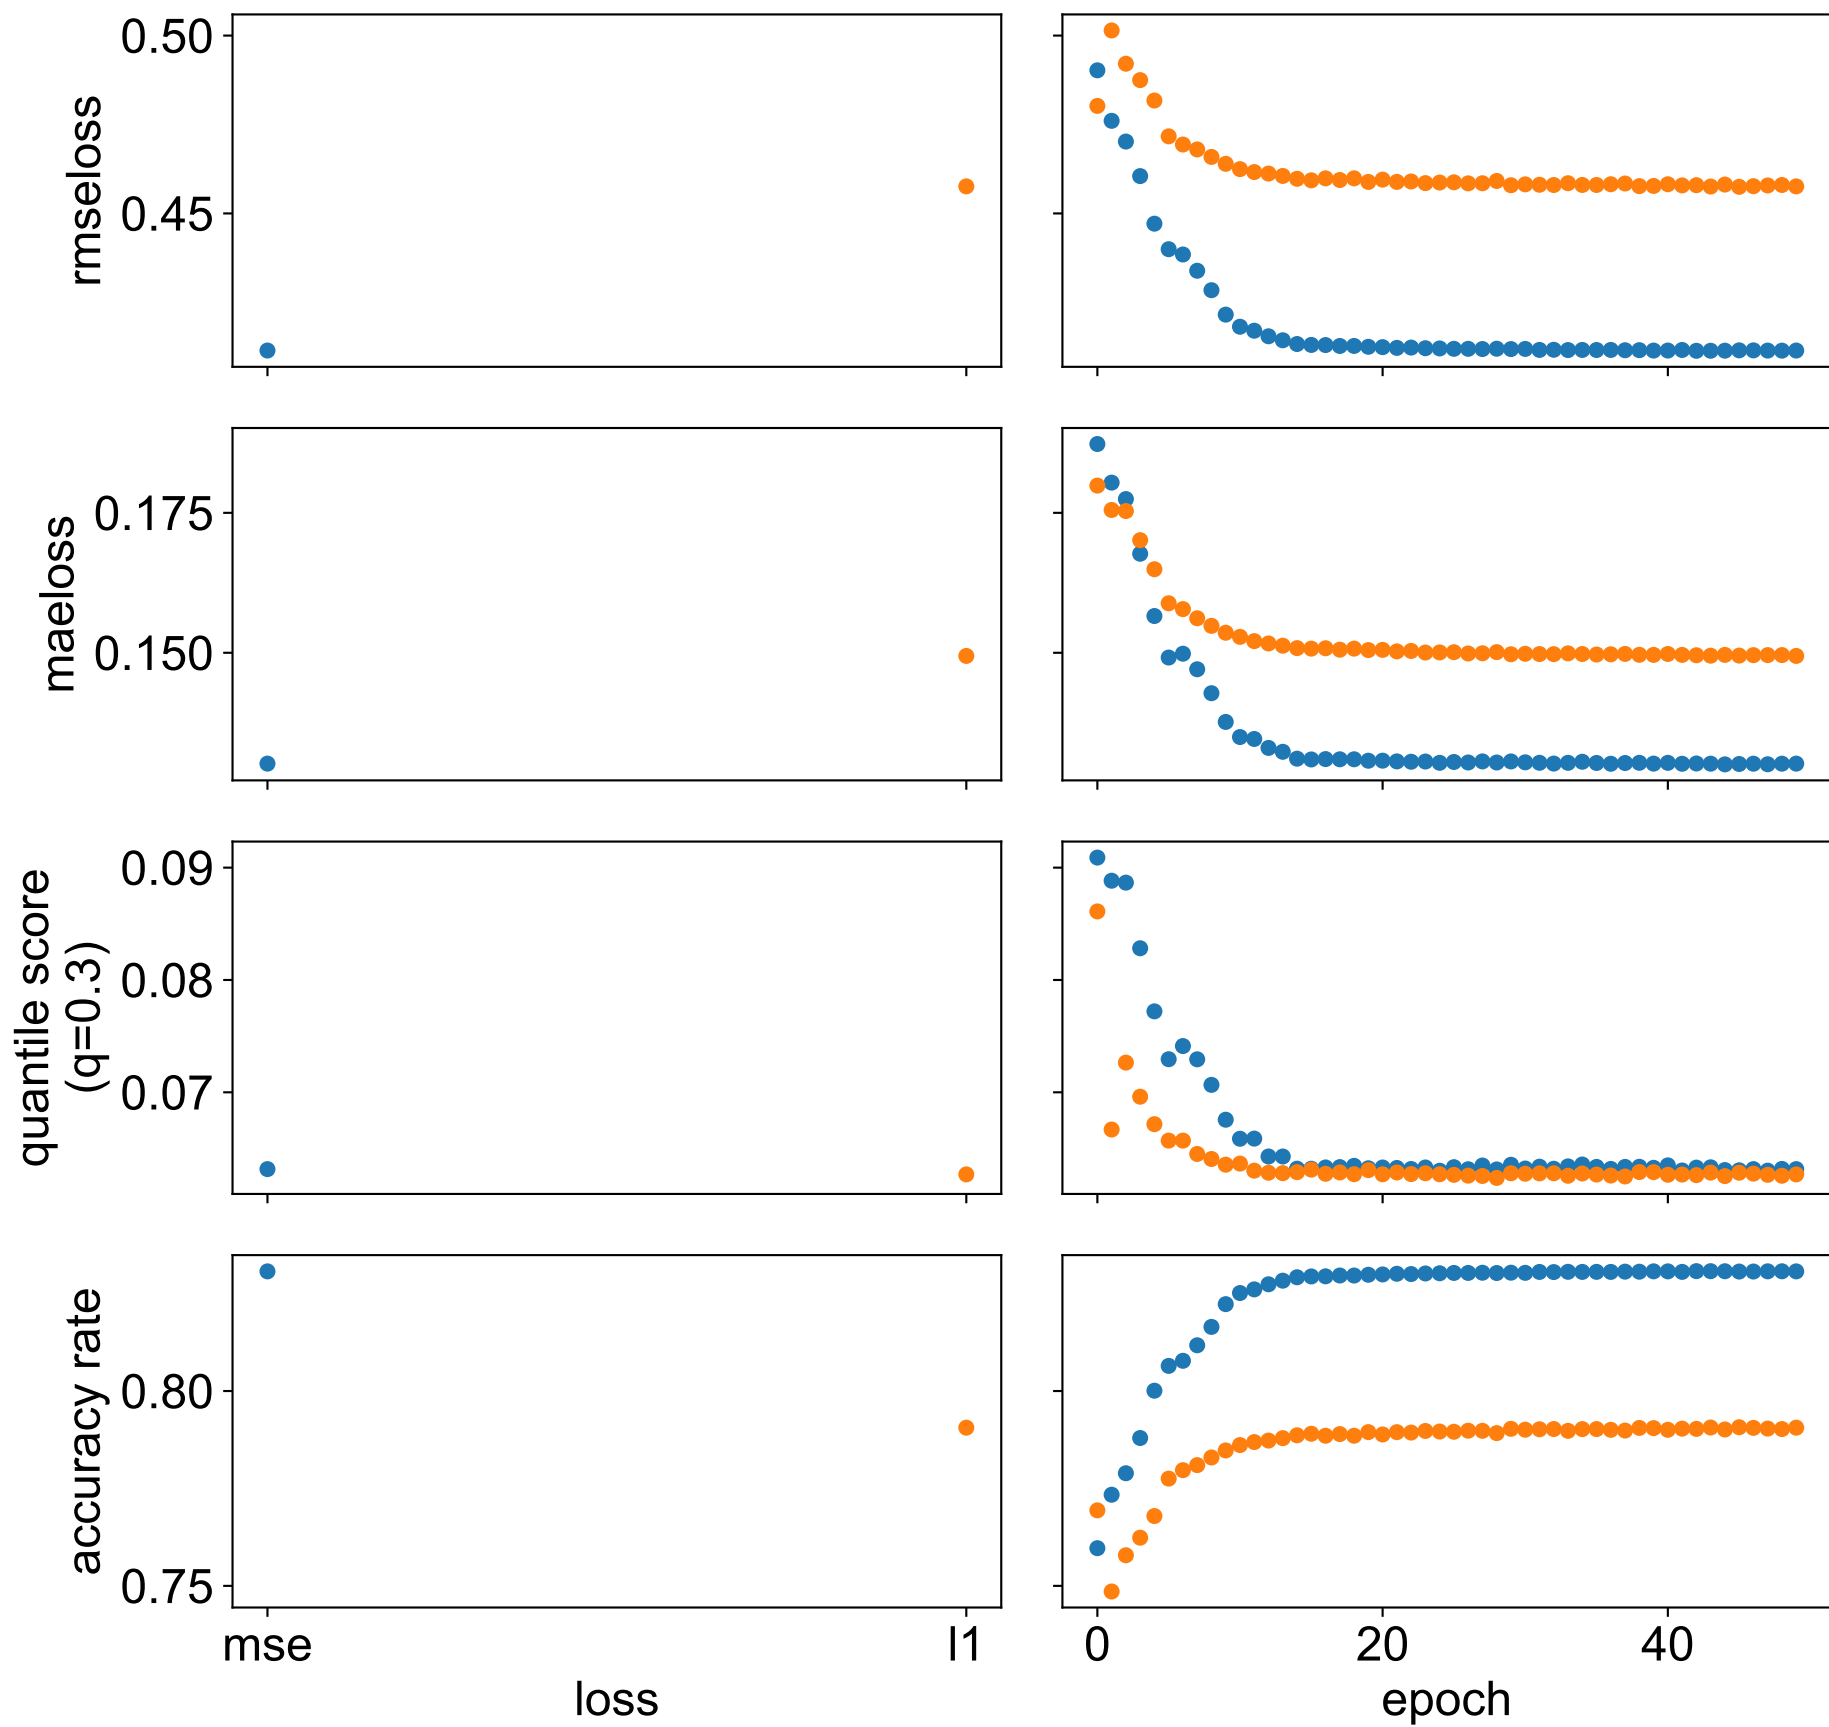 rmseloss
0.50
0.45
maeloss
0.175
0.150
quantile score
(q=0.3)
0.09
0.08
0.07
accuracy rate
0.80
0.75
mse
l1
loss
0
20
40
epoch